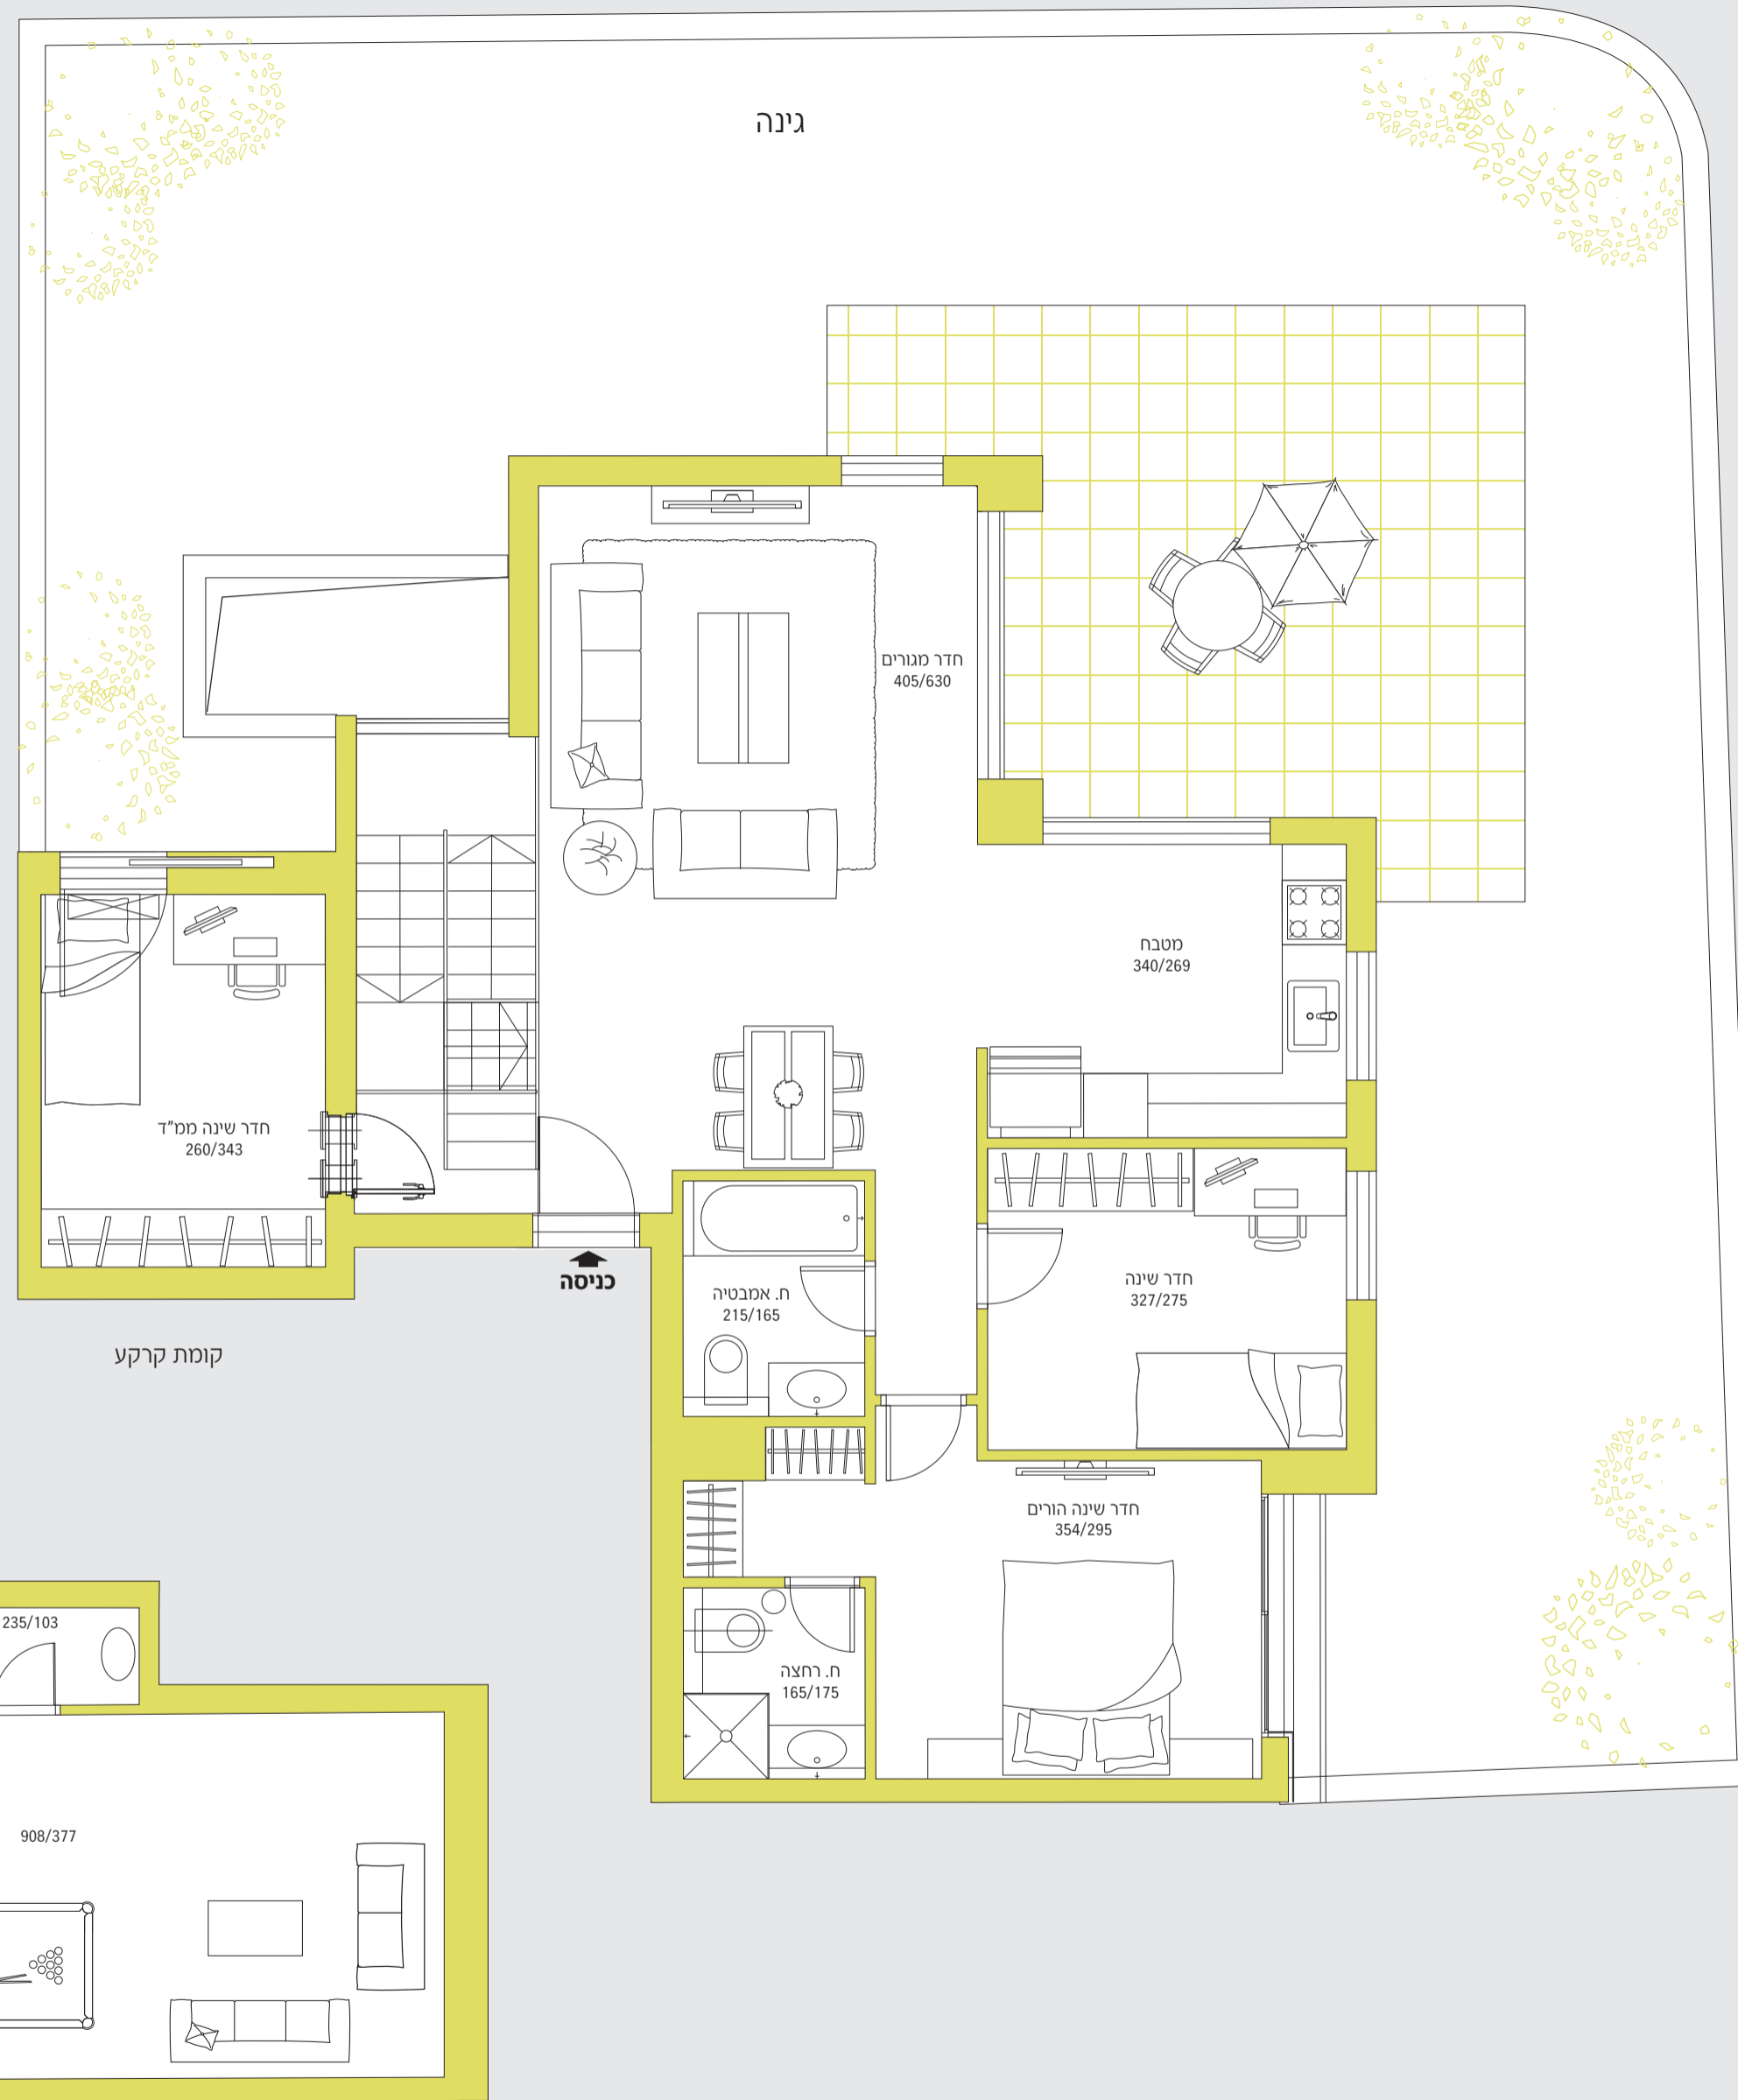 גינה
חדר מגורים
405/630
מטבח
340/269
חדר שינה ממ"ד
260/343
כניסה
ח. אמבטיה
215/165
חדר שינה
327/275
קומת קרקע
חדר שינה הורים
354/295
ח. רחצה
165/175
235/103
908/377